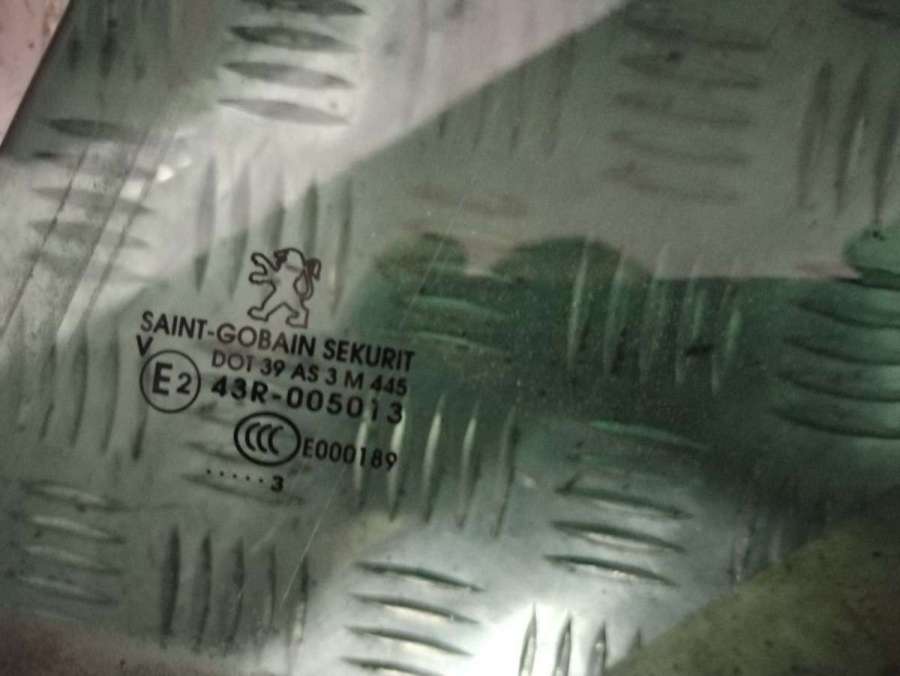 SAINT-GOBAIN SEKURIT
V
DOT 39 AS 3 M 445
E2 43R-005013
CCC E000189
.....3